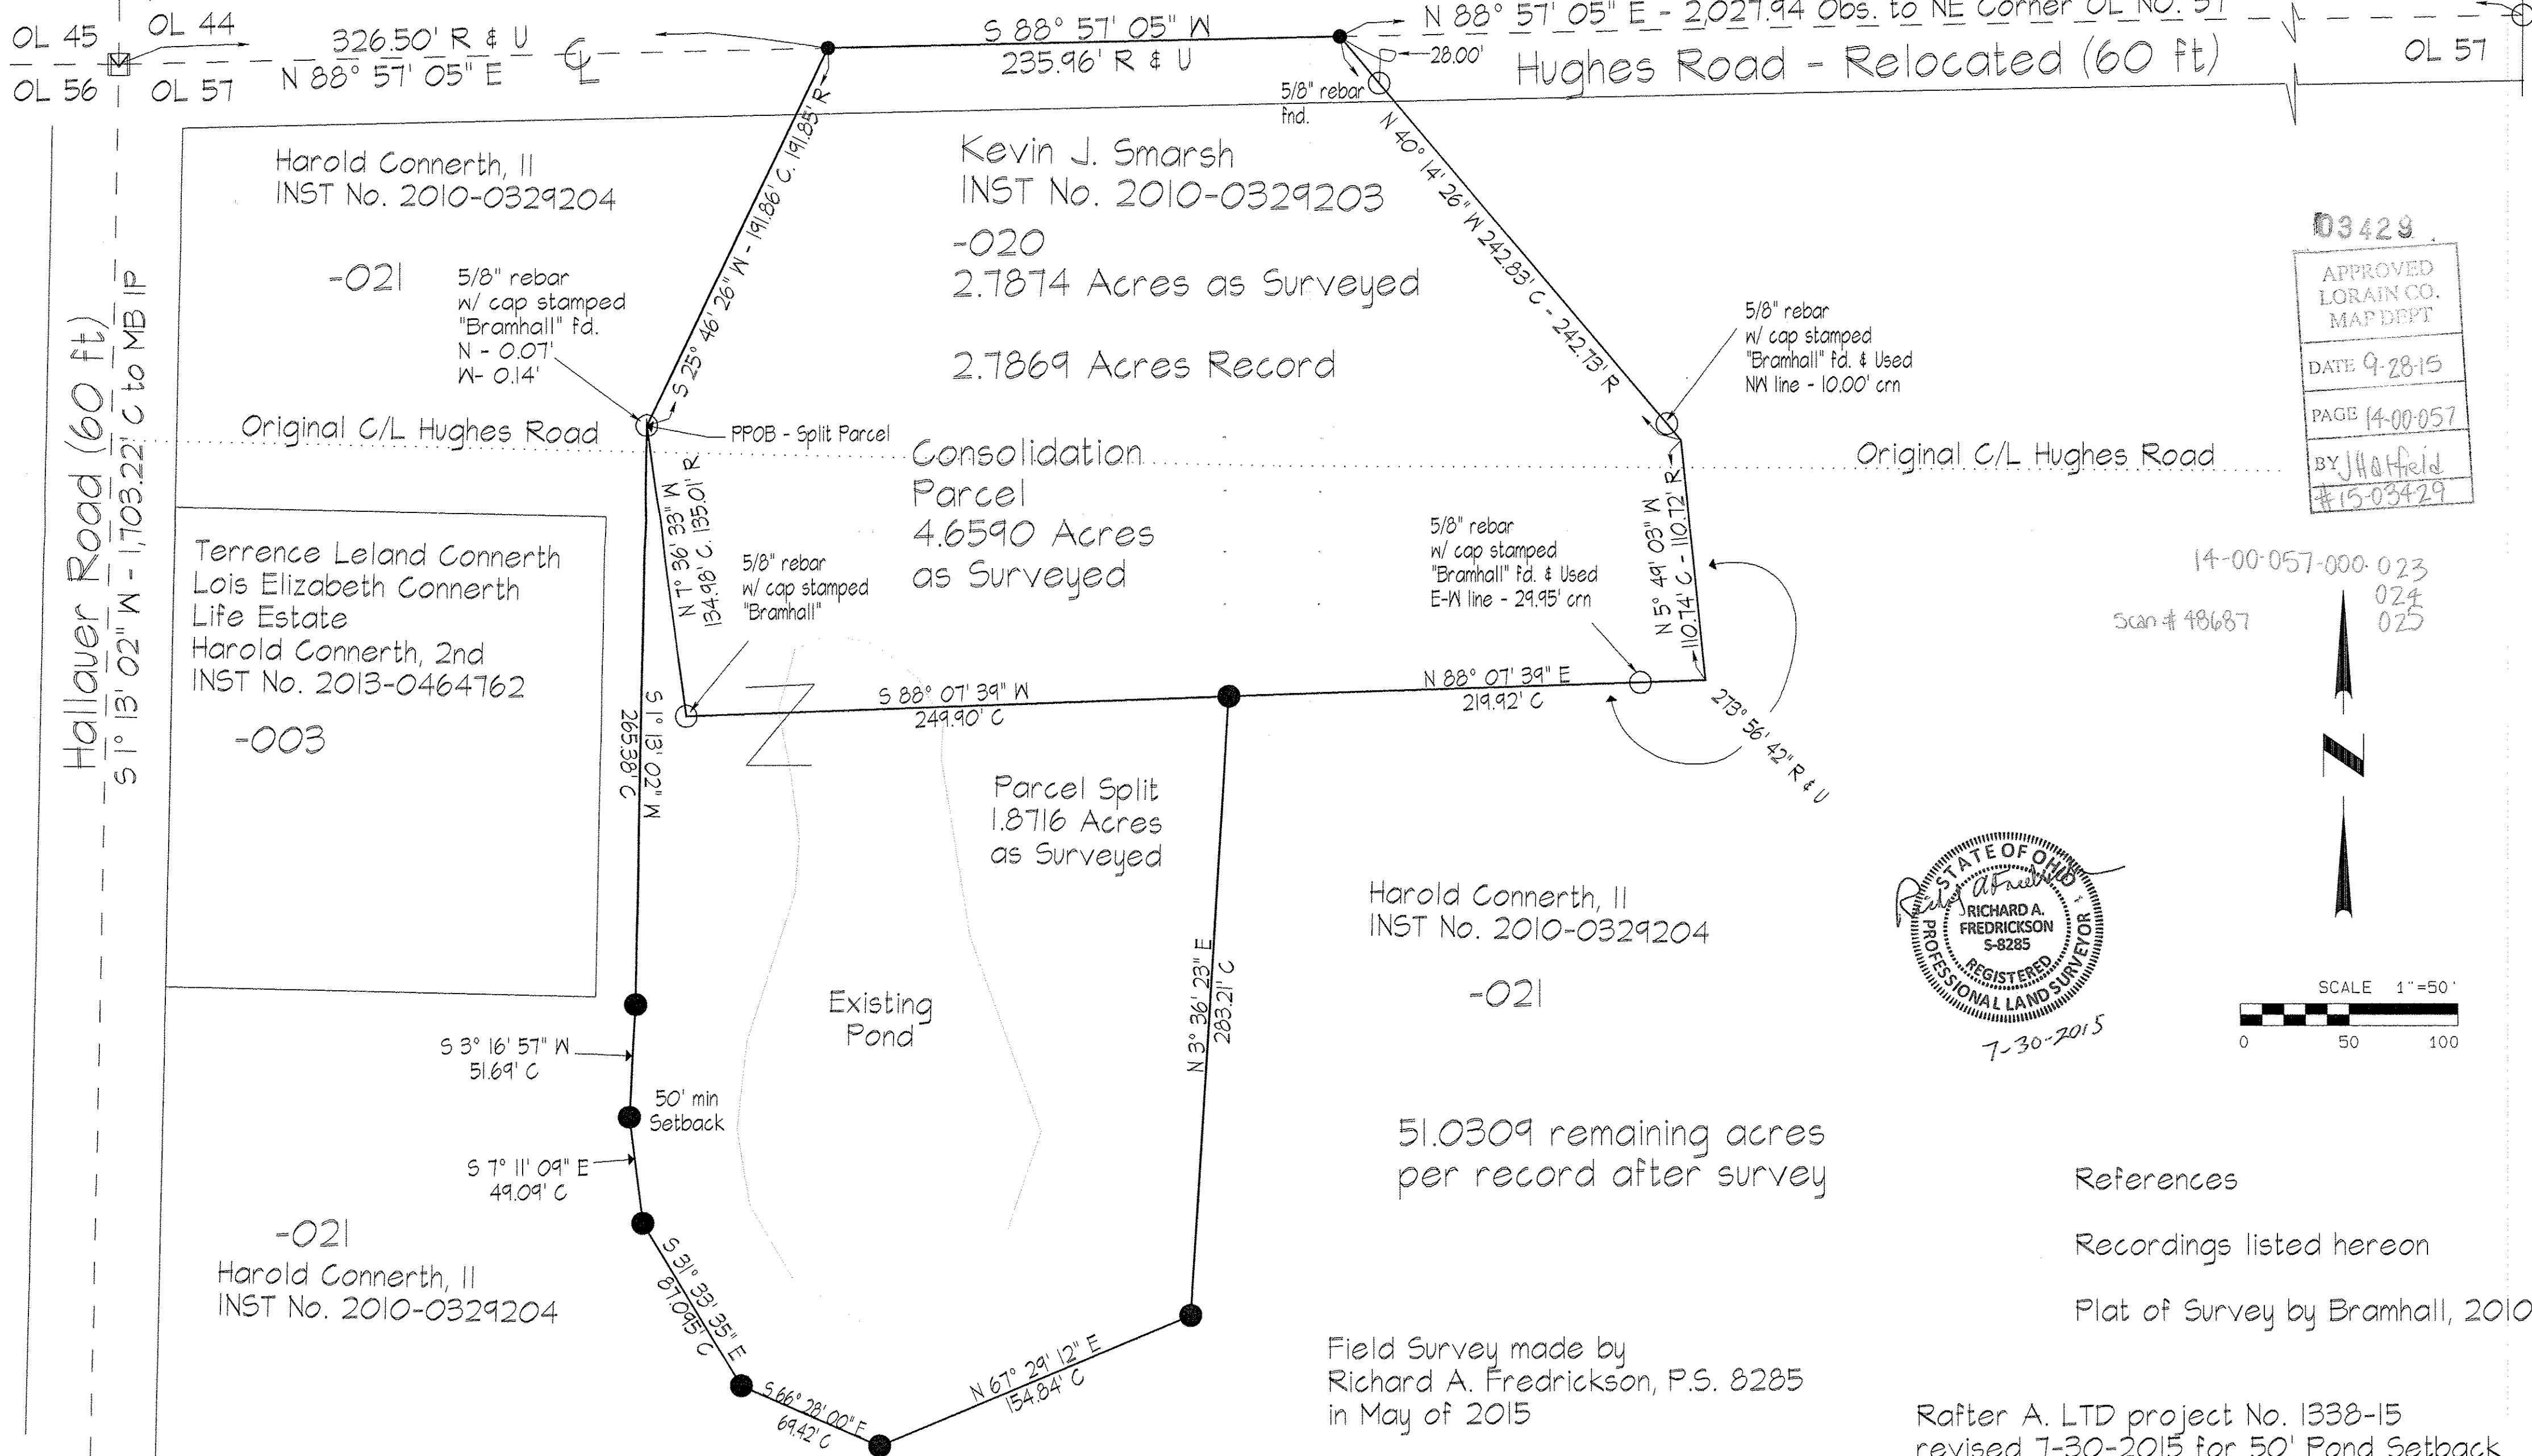 OL 45
OL 44
OL 56
OL 57
326.50' R & U
N 88° 57' 05" E
CL
S 88° 57' 05" W
235.96' R & U
N 88° 57' 05" E - 2,027.94 Obs. to NE Corner OL NO. 57
28.00'
Hughes Road - Relocated (60 ft)
OL 57
5/8" rebar
fnd.
Harold Connerth, II
INST No. 2010-0329204
-021
5/8" rebar
w/ cap stamped
"Bramhall" fd.
N - 0.07'
W- 0.14'
S 25° 46' 26" W - 191.86' C. 191.85' R
Kevin J. Smarsh
INST No. 2010-0329203
-020
2.7874 Acres as Surveyed
2.7869 Acres Record
N 40° 14' 26" W 242.83' C - 242.73' R
5/8" rebar
w/ cap stamped
"Bramhall" fd. & Used
NW line - 10.00' crn
03429
APPROVED
LORAIN CO.
MAP DEPT
DATE 9-28-15
PAGE 14-00-057
BY JHatfield
#15-03429
14-00-057-000-023
024
025
Scan # 48687
Hallauer Road (60 ft)
S 1° 13' 02" W - 1,703.22' C to MB IP
Original C/L Hughes Road
PPOB - Split Parcel
Original C/L Hughes Road
Consolidation
Parcel
4.6590 Acres
as Surveyed
N 7° 36' 33" W
134.98' C. 135.01' R
5/8" rebar
w/ cap stamped
"Bramhall"
5/8" rebar
w/ cap stamped
"Bramhall" fd. & Used
E-W line - 29.95' crn
N 5° 49' 03" W
110.74' C - 110.72' R
273° 56' 42" R & U
Terrence Leland Connerth
Lois Elizabeth Connerth
Life Estate
Harold Connerth, 2nd
INST No. 2013-0464762
-003
S 1° 13' 02" W
265.38' C
S 88° 07' 39" W
249.90' C
N 88° 07' 39" E
219.92' C
Z
Parcel Split
1.8716 Acres
as Surveyed
N 3° 36' 23" E
283.21' C
Existing
Pond
Harold Connerth, II
INST No. 2010-0329204
-021
N
STATE OF OHIO
RICHARD A.
FREDRICKSON
S-8285
REGISTERED
PROFESSIONAL LAND SURVEYOR
7-30-2015
SCALE 1"=50'
0 50 100
S 3° 16' 57" W
51.69' C
50' min
Setback
S 7° 11' 09" E
49.09' C
-021
Harold Connerth, II
INST No. 2010-0329204
S 31° 33' 35" E
87.095' C
S 66° 28' 00" E
69.42' C
N 67° 29' 12" E
154.84' C
51.0309 remaining acres
per record after survey
References
Recordings listed hereon
Plat of Survey by Bramhall, 2010
Field Survey made by
Richard A. Fredrickson, P.S. 8285
in May of 2015
Rafter A. LTD project No. 1338-15
revised 7-30-2015 for 50' Pond Setback